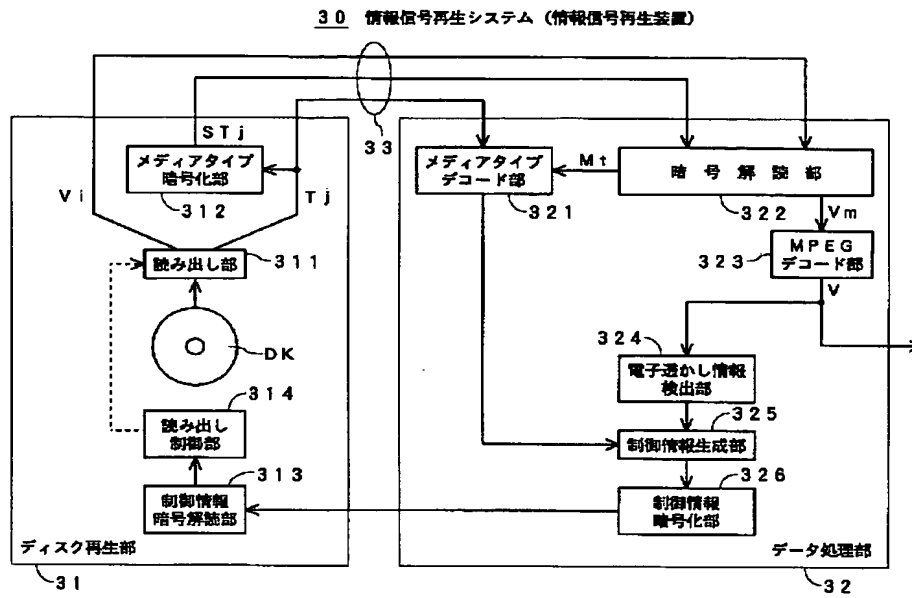 30 情報信号再生システム（情報信号再生装置）
STj
33
メディアタイプ
暗号化部
312
Vi
Tj
読み出し部
311
DK
314
読み出し
制御部
313
制御情報
暗号解読部
ディスク再生部
31
メディアタイプ
デコード部
321
Mt
暗号解読部
322
Vm
323
MPEG
デコード部
V
324
電子透かし情報
検出部
325
制御情報生成部
326
制御情報
暗号化部
データ処理部
32